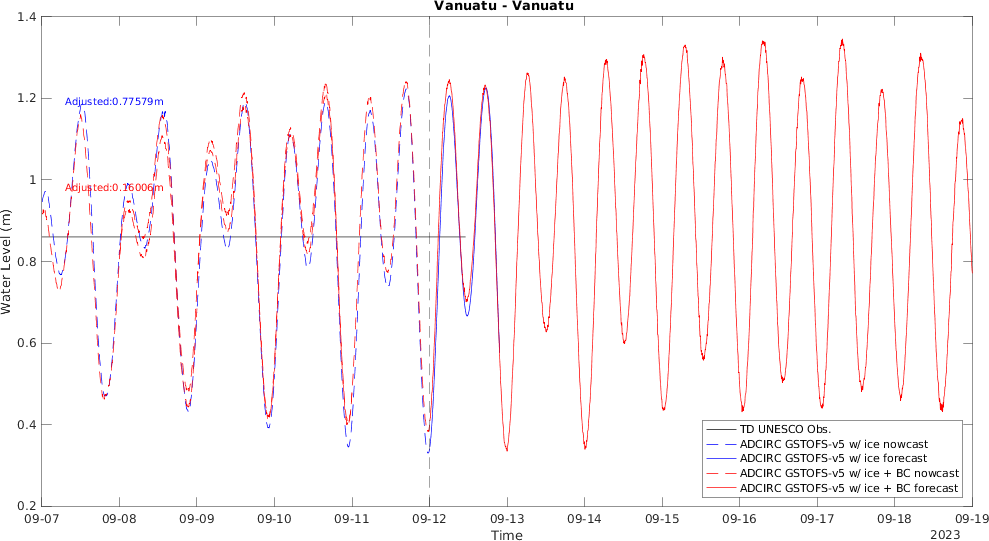 Vanuatu - Vanuatu
1.4
1.2
1
0.8
0.6
0.4
0.2
Water Level (m)
Adjusted:0.77579m
Adjusted:0.16006m
TD UNESCO Obs.
ADCIRC GSTOFS-v5 w/ ice nowcast
ADCIRC GSTOFS-v5 w/ ice forecast
ADCIRC GSTOFS-v5 w/ ice + BC nowcast
ADCIRC GSTOFS-v5 w/ ice + BC forecast
09-07 09-08 09-09 09-10 09-11 09-12 09-13 09-14 09-15 09-16 09-17 09-18 09-19
Time
2023